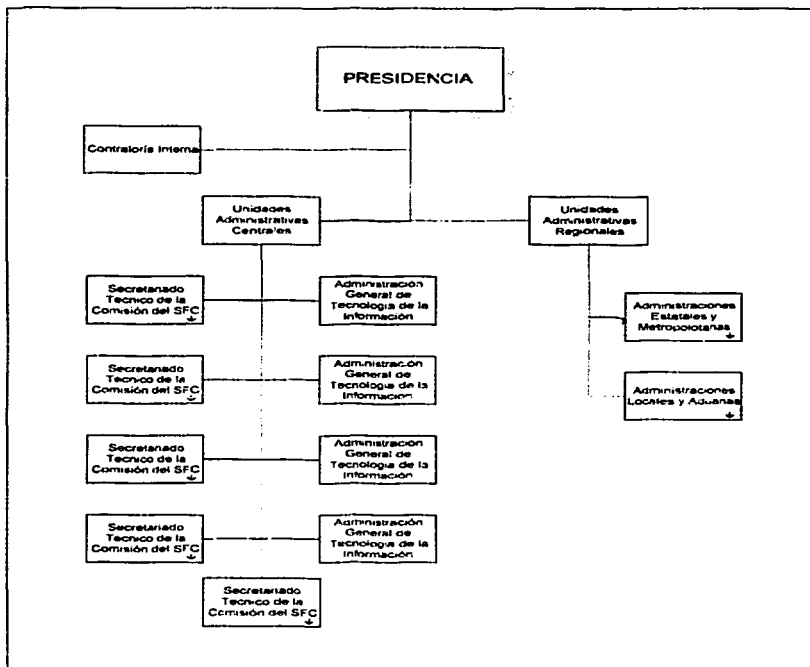 PRESIDENCIA
Contraloría Interna
Unidades
Administrativas
Centrales
Unidades
Administrativas
Regionales
Secretariado
Tecnico de la
Comisión del SFC
Administración
General de
Tecnología de la
Información
Administraciones
Estatales y
Metropolotanas
Secretariado
Tecnico de la
Comisión del SFC
Administración
General de
Tecnología de la
Información
Administraciones
Locales y Aduanas
Secretariado
Tecnico de la
Comisión del SFC
Administración
General de
Tecnología de la
Información
Secretariado
Tecnico de la
Comisión del SFC
Administración
General de
Tecnología de la
Información
Secretariado
Tecnico de la
Comisión del SFC